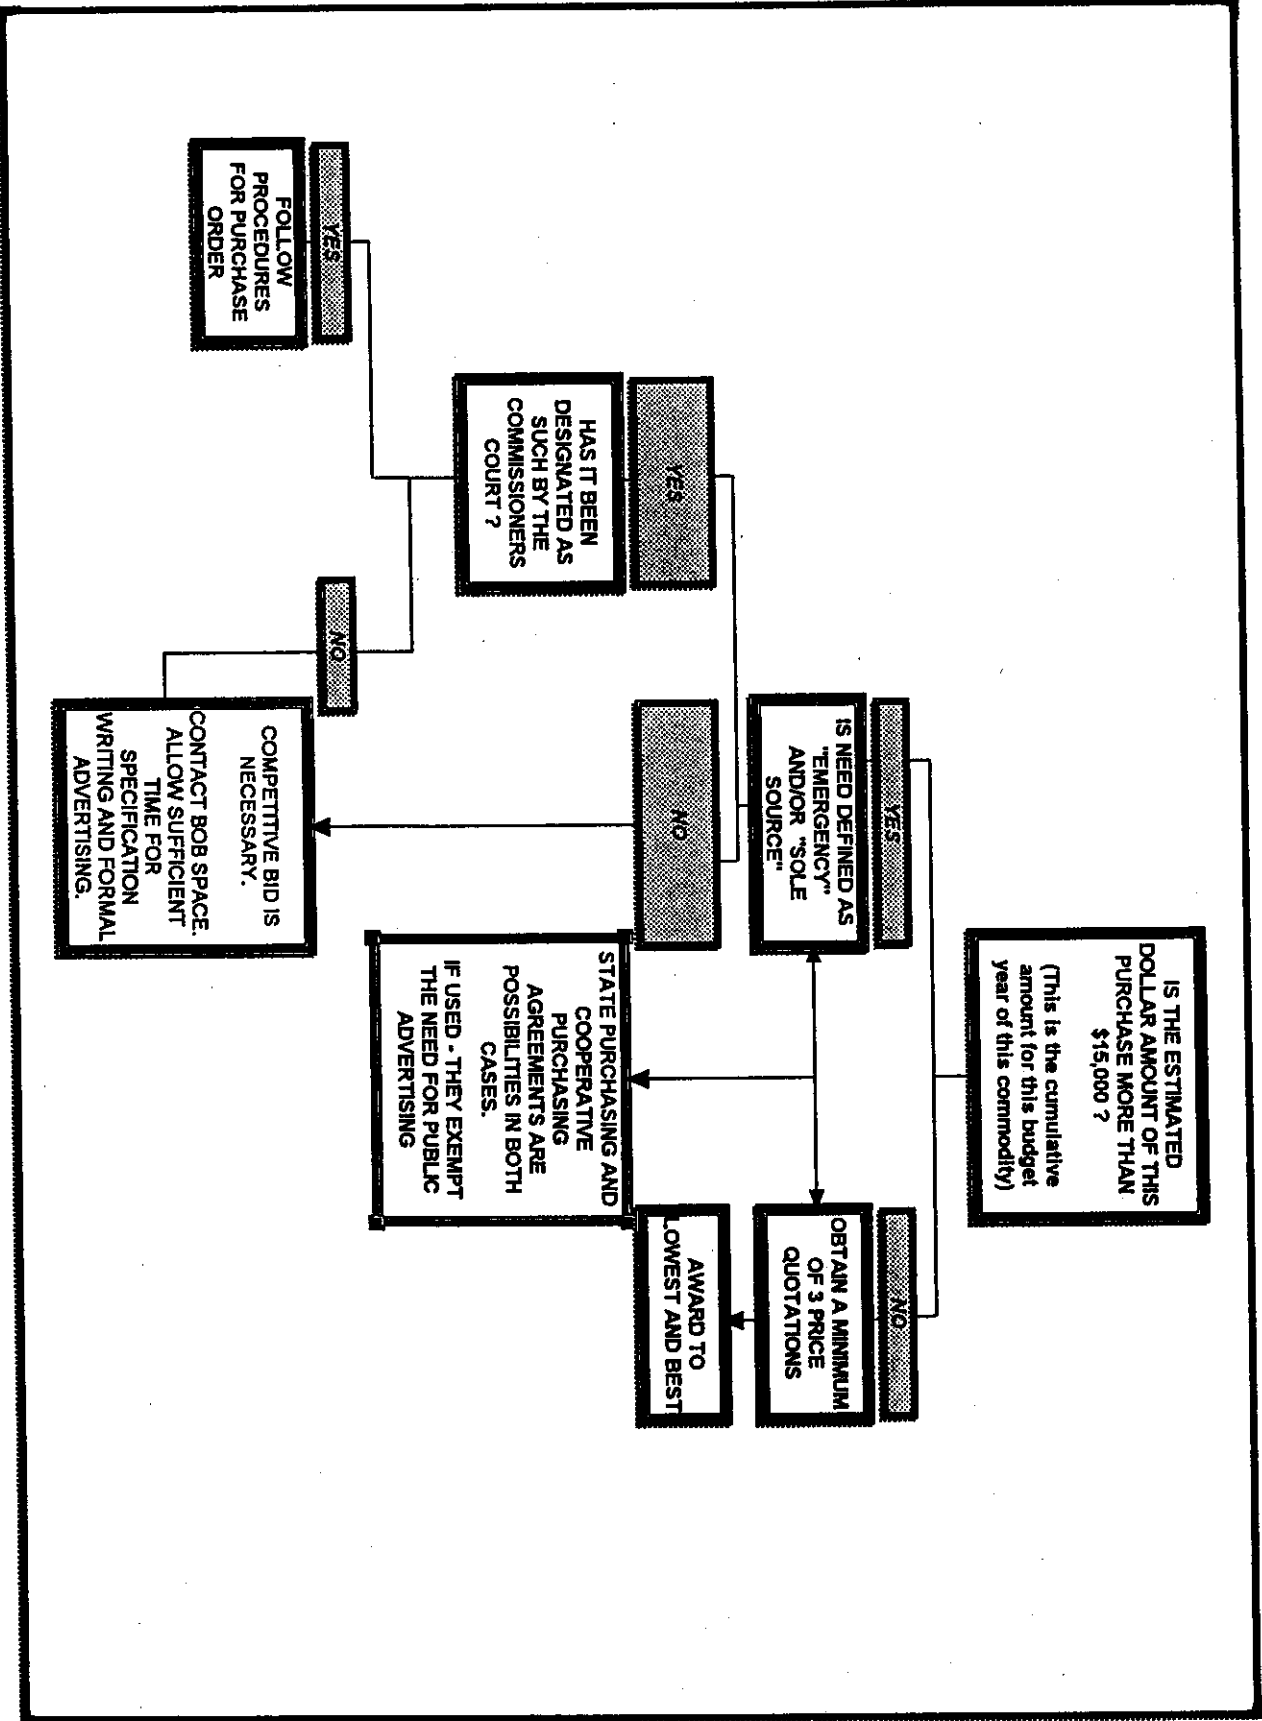 IS THE ESTIMATED
DOLLAR AMOUNT OF THIS
PURCHASE MORE THAN
$15,000 ?
(This is the cumulative
amount for this budget
year of this commodity)
YES
NO
IS NEED DEFINED AS
"EMERGENCY"
AND/OR "SOLE
SOURCE"
OBTAIN A MINIMUM
OF 3 PRICE
QUOTATIONS
YES
NO
STATE PURCHASING AND
COOPERATIVE
PURCHASING
AGREEMENTS ARE
POSSIBILITIES IN BOTH
CASES.
IF USED - THEY EXEMPT
THE NEED FOR PUBLIC
ADVERTISING
AWARD TO
LOWEST AND BEST
HAS IT BEEN
DESIGNATED AS
SUCH BY THE
COMMISSIONERS
COURT ?
YES
NO
FOLLOW
PROCEDURES
FOR PURCHASE
ORDER
COMPETITIVE BID IS
NECESSARY.
CONTACT BOB SPACE.
ALLOW SUFFICIENT
TIME FOR
SPECIFICATION
WRITING AND FORMAL
ADVERTISING.